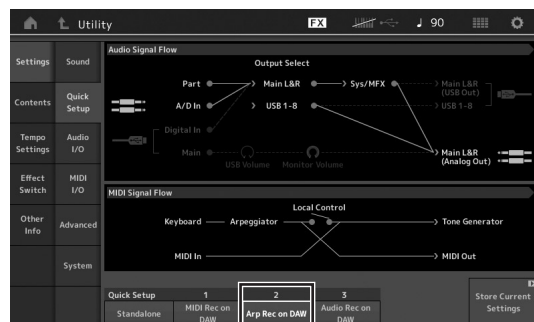 Utility
FX
90
Settings
Sound
Contents
Quick
Setup
Tempo
Settings
Audio
I/O
Effect
Switch
MIDI
I/O
Other
Info
Advanced
System
Audio Signal Flow
Output Select
Part
Main L&R
Sys/MFX
Main L&R
(USB Out)
A/D In
USB 1-8
USB 1-8
Digital In
Main
USB Volume
Monitor Volume
Main L&R
(Analog Out)
MIDI Signal Flow
Local Control
Keyboard
Arpeggiator
Tone Generator
MIDI In
MIDI Out
Quick Setup
1
2
3
Standalone
MIDI Rec on
DAW
Arp Rec on DAW
Audio Rec on
DAW
Store Current
Settings